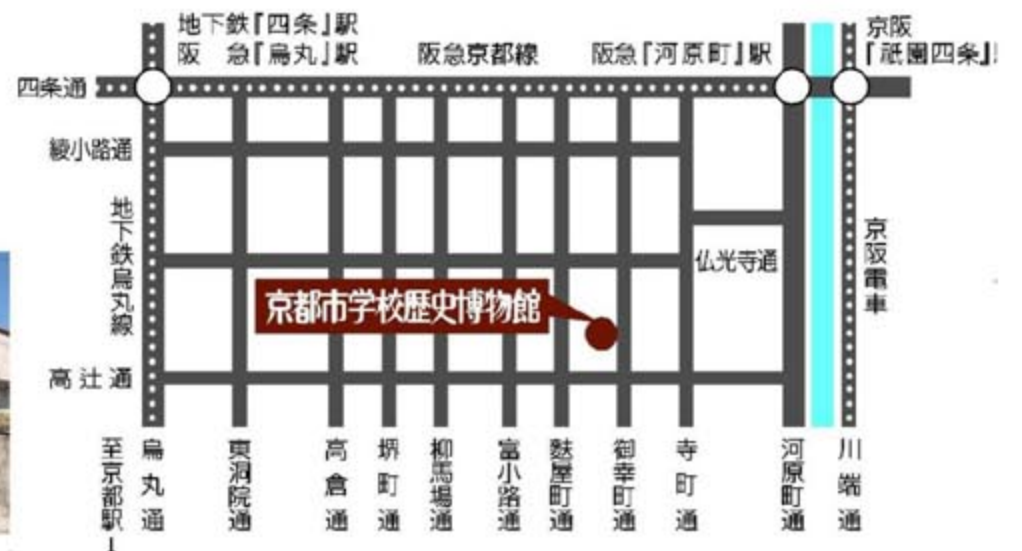 地下鉄『四条』駅
阪 急『烏丸』駅
阪急京都線
阪急『河原町』駅
京阪
『祇園四条』
四条通
綾小路通
地下鉄烏丸線
仏光寺通
京阪電車
京都市学校歴史博物館
高辻通
至京都駅
烏丸通
東洞院通
高倉通
堺町通
柳馬場通
富小路通
麩屋町通
御幸町通
寺町通
河原町通
川端通